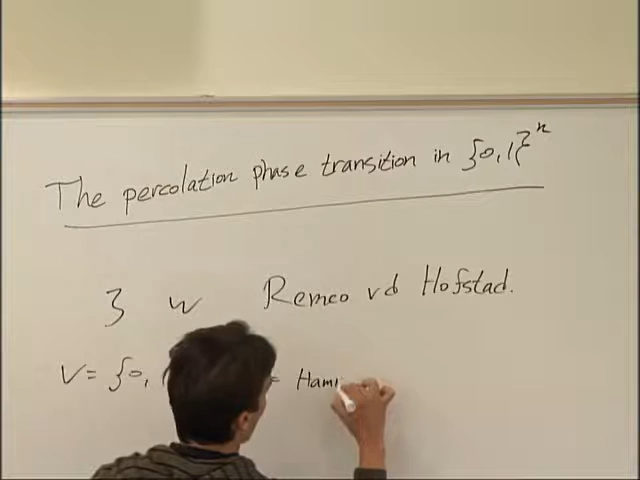 The percolation phase transition in {0,1}^n
3 w Remco vd Hofstad.
V = {0, = Ham